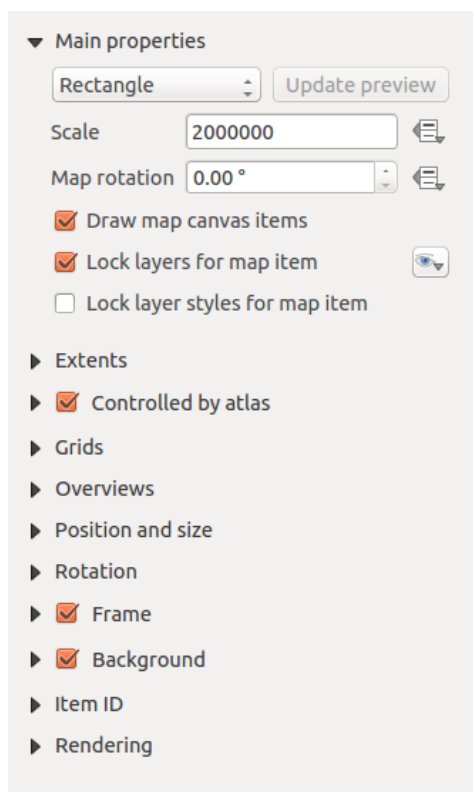 Main properties
Rectangle Update preview
Scale 2000000
Map rotation 0.00 °
Draw map canvas items
Lock layers for map item
Lock layer styles for map item
Extents
Controlled by atlas
Grids
Overviews
Position and size
Rotation
Frame
Background
Item ID
Rendering